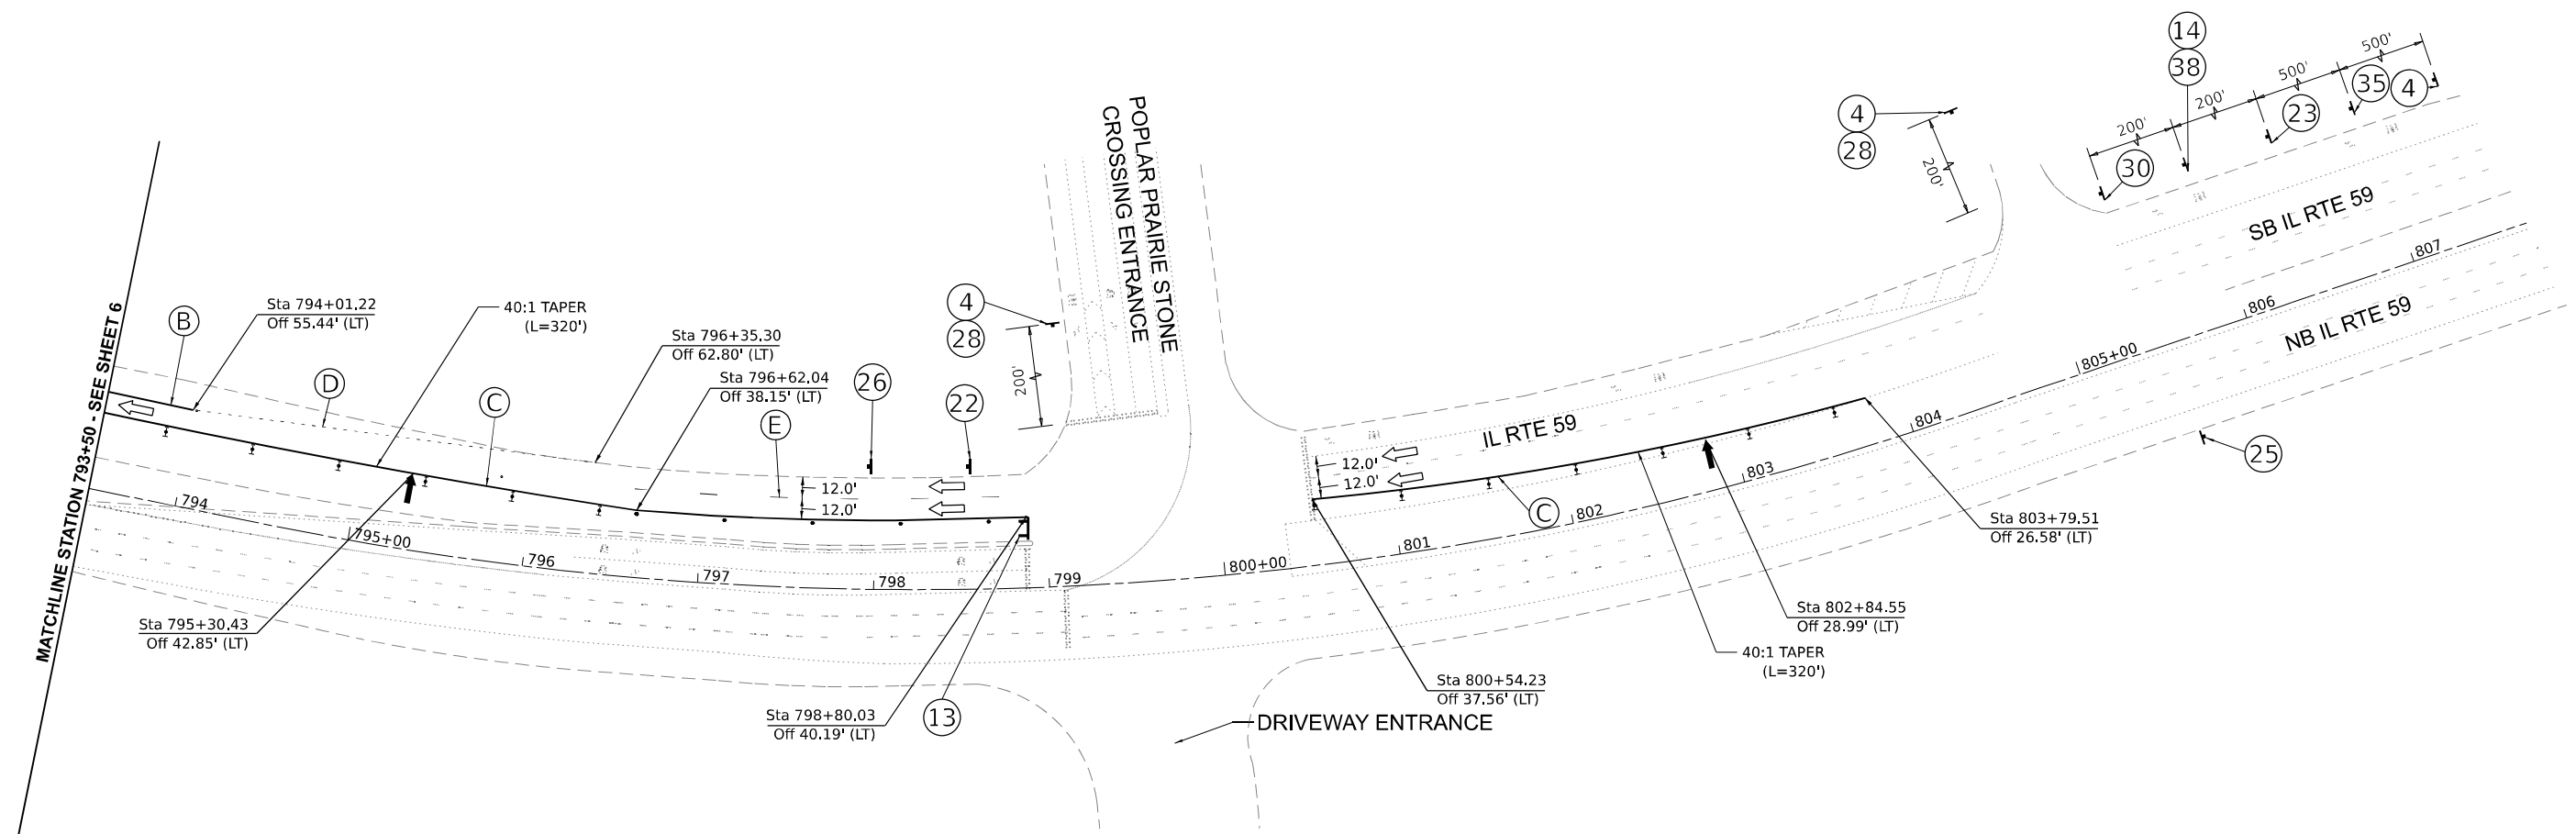 MATCHLINE STATION 793+50 - SEE SHEET 6
B
Sta 794+01.22
Off 55.44' (LT)
D
40:1 TAPER
(L=320')
C
Sta 796+35.30
Off 62.80' (LT)
Sta 796+62.04
Off 38.15' (LT)
E
26
22
4
28
200'
POPLAR PRAIRIE STONE
CROSSING ENTRANCE
12.0'
12.0'
794
795+00
796
797
798
799
800+00
801
802
803
804
805+00
806
807
Sta 795+30.43
Off 42.85' (LT)
Sta 798+80.03
Off 40.19' (LT)
13
DRIVEWAY ENTRANCE
12.0'
12.0'
IL RTE 59
C
Sta 800+54.23
Off 37.56' (LT)
40:1 TAPER
(L=320')
Sta 802+84.55
Off 28.99' (LT)
Sta 803+79.51
Off 26.58' (LT)
25
4
28
200'
14
38
200'
200'
500'
500'
30
23
35
4
SB IL RTE 59
NB IL RTE 59